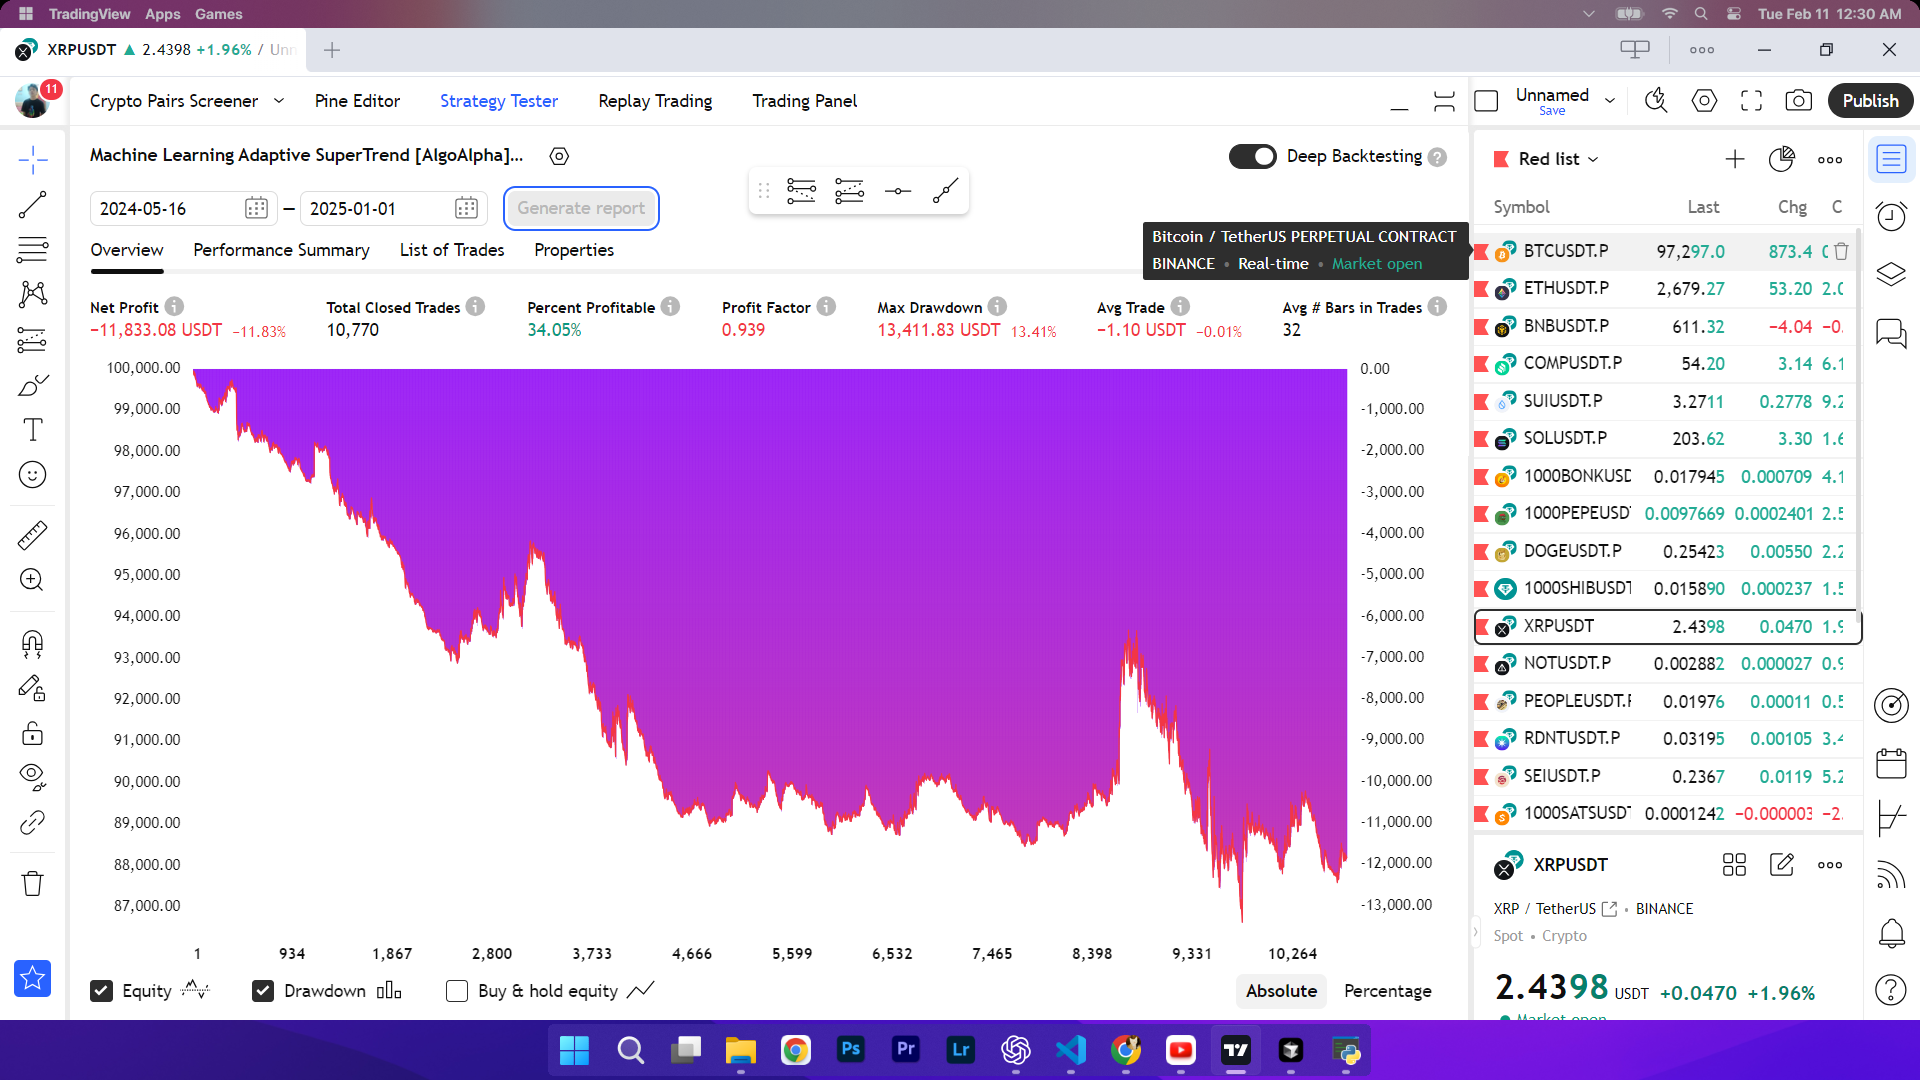 TradingView Apps Games
Tue Feb 11 12:30 AM
XRPUSDT ▲ 2.4398 +1.96% / Unn
11
Crypto Pairs Screener
Pine Editor
Strategy Tester
Replay Trading
Trading Panel
Unnamed
Save
Publish
Machine Learning Adaptive SuperTrend [AlgoAlpha]...
Deep Backtesting
2024-05-16 — 2025-01-01
Generate report
Overview
Performance Summary
List of Trades
Properties
Bitcoin / TetherUS PERPETUAL CONTRACT
BINANCE • Real-time • Market open
Net Profit
−11,833.08 USDT −11.83%
Total Closed Trades
10,770
Percent Profitable
34.05%
Profit Factor
0.939
Max Drawdown
13,411.83 USDT 13.41%
Avg Trade
−1.10 USDT −0.01%
Avg # Bars in Trades
32
100,000.00
99,000.00
98,000.00
97,000.00
96,000.00
95,000.00
94,000.00
93,000.00
92,000.00
91,000.00
90,000.00
89,000.00
88,000.00
87,000.00
0.00
-1,000.00
-2,000.00
-3,000.00
-4,000.00
-5,000.00
-6,000.00
-7,000.00
-8,000.00
-9,000.00
-10,000.00
-11,000.00
-12,000.00
-13,000.00
1 934 1,867 2,800 3,733 4,666 5,599 6,532 7,465 8,398 9,331 10,264
Equity
Drawdown
Buy & hold equity
Absolute
Percentage
Red list
Symbol Last Chg C
BTCUSDT.P 97,297.0 873.4
ETHUSDT.P 2,679.27 53.20 2.0
BNBUSDT.P 611.32 −4.04 −0.
COMPUSDT.P 54.20 3.14 6.1
SUIUSDT.P 3.2711 0.2778 9.2
SOLUSDT.P 203.62 3.30 1.6
1000BONKUSD 0.017945 0.000709 4.1
1000PEPEUSD 0.0097669 0.0002401 2.5
DOGEUSDT.P 0.25423 0.00550 2.2
1000SHIBUSDT 0.015890 0.000237 1.5
XRPUSDT 2.4398 0.0470 1.9
NOTUSDT.P 0.002882 0.000027 0.9
PEOPLEUSDT.P 0.01976 0.00011 0.5
RDNTUSDT.P 0.03195 0.00105 3.4
SEIUSDT.P 0.2367 0.0119 5.2
1000SATSUSDT 0.0001242 −0.000003 −2.
XRPUSDT
XRP / TetherUS • BINANCE
Spot • Crypto
2.4398 USDT +0.0470 +1.96%
Market open
Ps
Pr
Lr